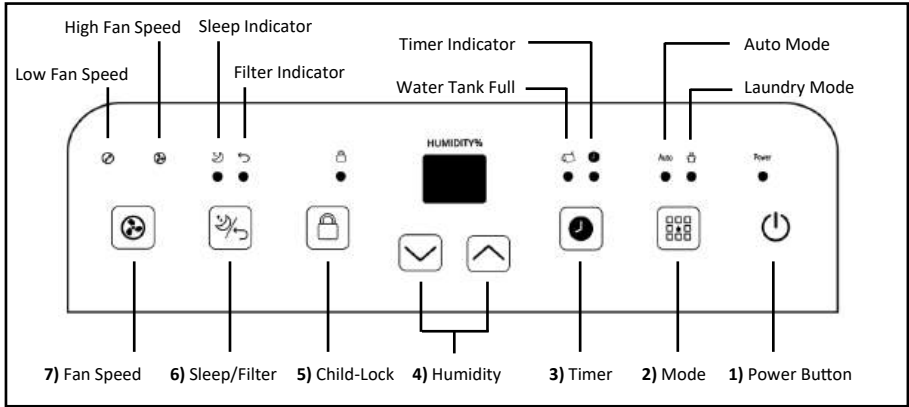 High Fan Speed
Sleep Indicator
Timer Indicator
Auto Mode
Low Fan Speed
Filter Indicator
Water Tank Full
Laundry Mode
HUMIDITY%
Auto
Power
7) Fan Speed
6) Sleep/Filter
5) Child-Lock
4) Humidity
3) Timer
2) Mode
1) Power Button